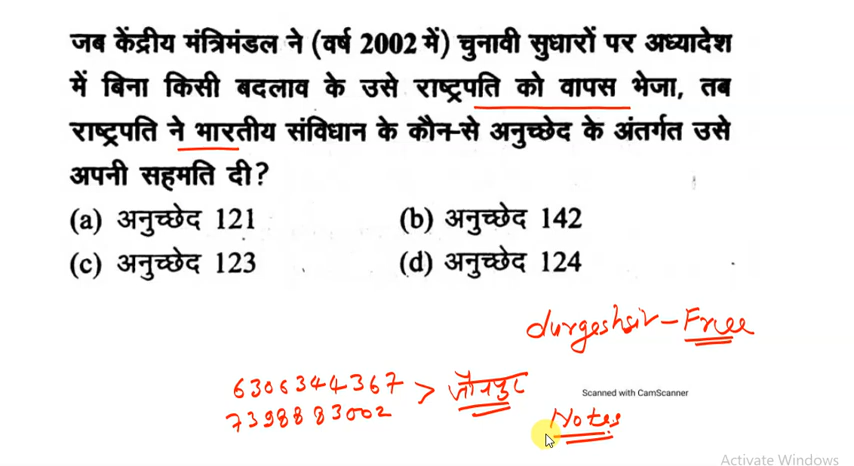 जब केंद्रीय मंत्रिमंडल ने (वर्ष 2002 में) चुनावी सुधारों पर अध्यादेश
में बिना किसी बदलाव के उसे राष्ट्रपति को वापस भेजा, तब
राष्ट्रपति ने भारतीय संविधान के कौन-से अनुच्छेद के अंतर्गत उसे
अपनी सहमति दी?
(a) अनुच्छेद 121 (b) अनुच्छेद 142
(c) अनुच्छेद 123 (d) अनुच्छेद 124
durgeshsir - Free
6306344367 > जौनपुर
7398883002
Scanned with CamScanner
Notes
Activate Windows